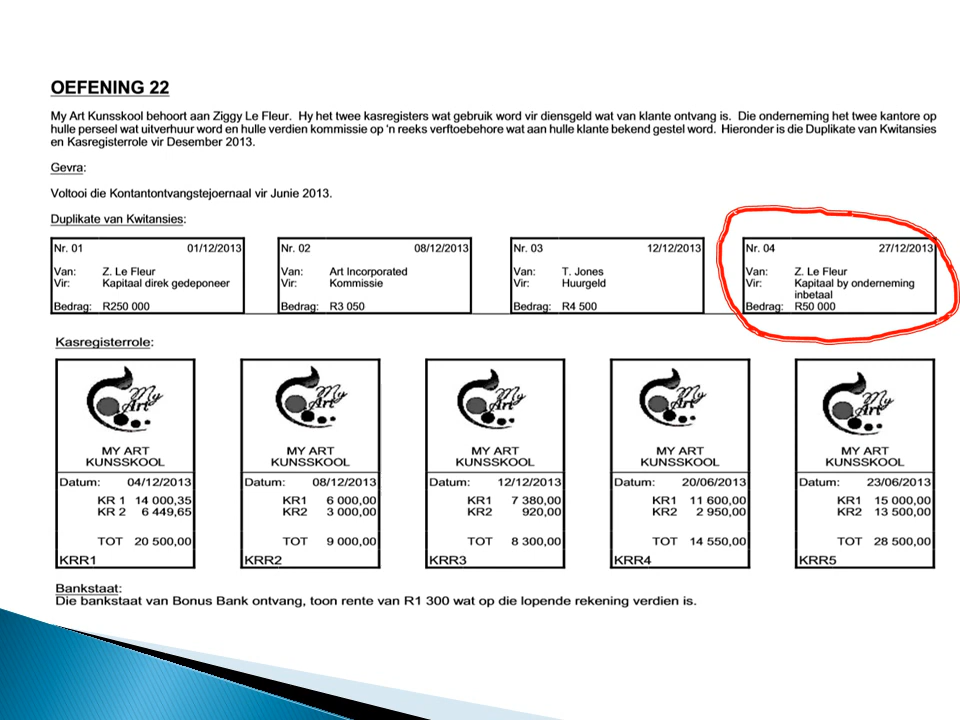 OEFENING 22
My Art Kunsskool behoort aan Ziggy Le Fleur. Hy het twee kasregisters wat gebruik word vir diensgeld wat van klante ontvang is. Die onderneming het twee kantore op
hulle perseel wat uitverhuur word en hulle verdien kommissie op 'n reeks verftoebehore wat aan hulle klante bekend gestel word. Hieronder is die Duplikate van Kwitansies
en Kasregisterrole vir Desember 2013.
Gevra:
Voltooi die Kontantontvangstejoernaal vir Junie 2013.
Duplikate van Kwitansies:
Nr. 01 01/12/2013
Van: Z. Le Fleur
Vir: Kapitaal direk gedeponeer
Bedrag: R250 000
Nr. 02 08/12/2013
Van: Art Incorporated
Vir: Kommissie
Bedrag: R3 050
Nr. 03 12/12/2013
Van: T. Jones
Vir: Huurgeld
Bedrag: R4 500
Nr. 04 27/12/2013
Van: Z. Le Fleur
Vir: Kapitaal by onderneming
inbetaal
Bedrag: R50 000
Kasregisterrole:
My
Art
MY ART
KUNSSKOOL
Datum: 04/12/2013
KR 1 14 000,35
KR 2 6 449,65
TOT 20 500,00
KRR1
My
Art
MY ART
KUNSSKOOL
Datum: 08/12/2013
KR1 6 000,00
KR2 3 000,00
TOT 9 000,00
KRR2
My
Art
MY ART
KUNSSKOOL
Datum: 12/12/2013
KR1 7 380,00
KR2 920,00
TOT 8 300,00
KRR3
My
Art
MY ART
KUNSSKOOL
Datum: 20/06/2013
KR1 11 600,00
KR2 2 950,00
TOT 14 550,00
KRR4
My
Art
MY ART
KUNSSKOOL
Datum: 23/06/2013
KR1 15 000,00
KR2 13 500,00
TOT 28 500,00
KRR5
Bankstaat:
Die bankstaat van Bonus Bank ontvang, toon rente van R1 300 wat op die lopende rekening verdien is.